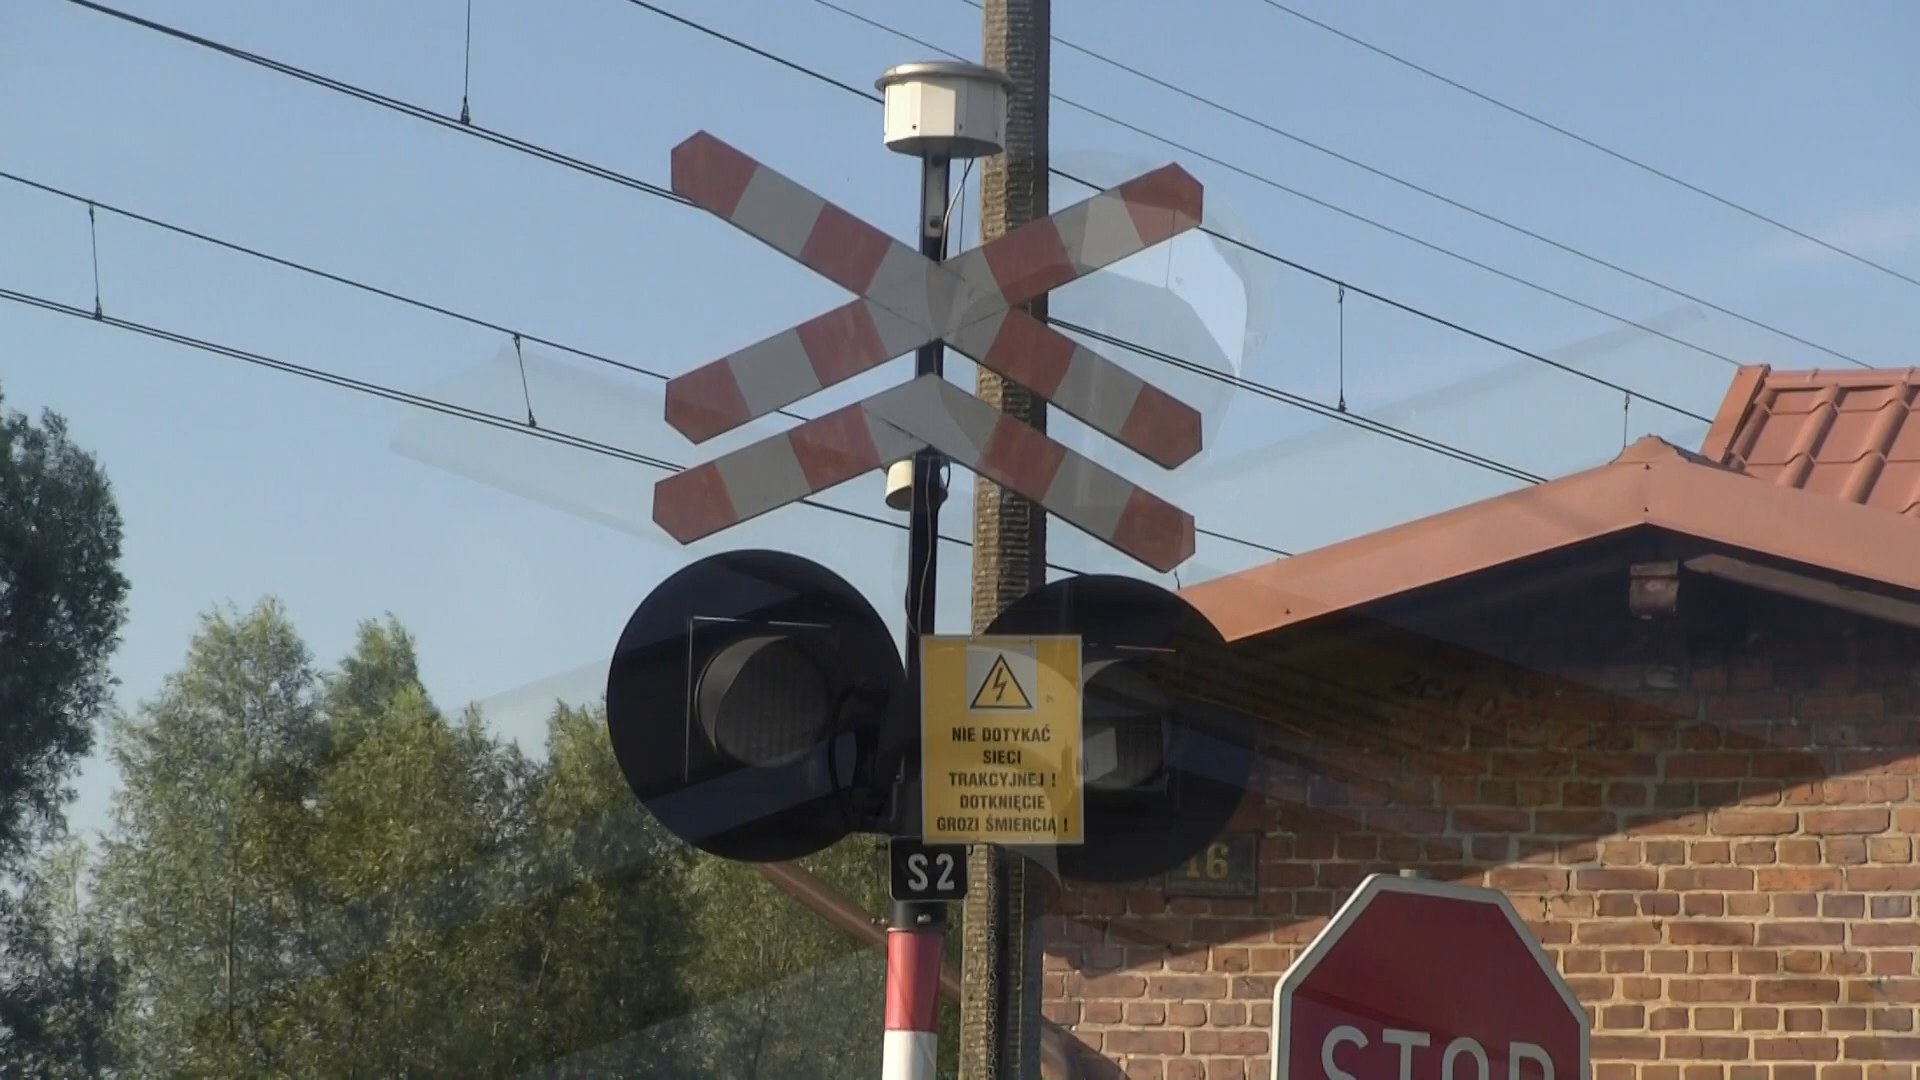 NIE DOTYKAĆ
SIECI
TRAKCYJNEJ !
DOTKNIĘCIE
GROZI ŚMIERCIĄ !
S2
16
STOP